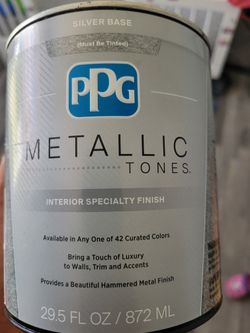 SILVER BASE
(Must Be Tinted)
PPG
METALLIC
TONES
INTERIOR SPECIALTY FINISH
Available in Any One of 42 Curated Colors
Bring a Touch of Luxury
to Walls, Trim and Accents
Provides a Beautiful Hammered Metal Finish
29.5 FL OZ / 872 ML